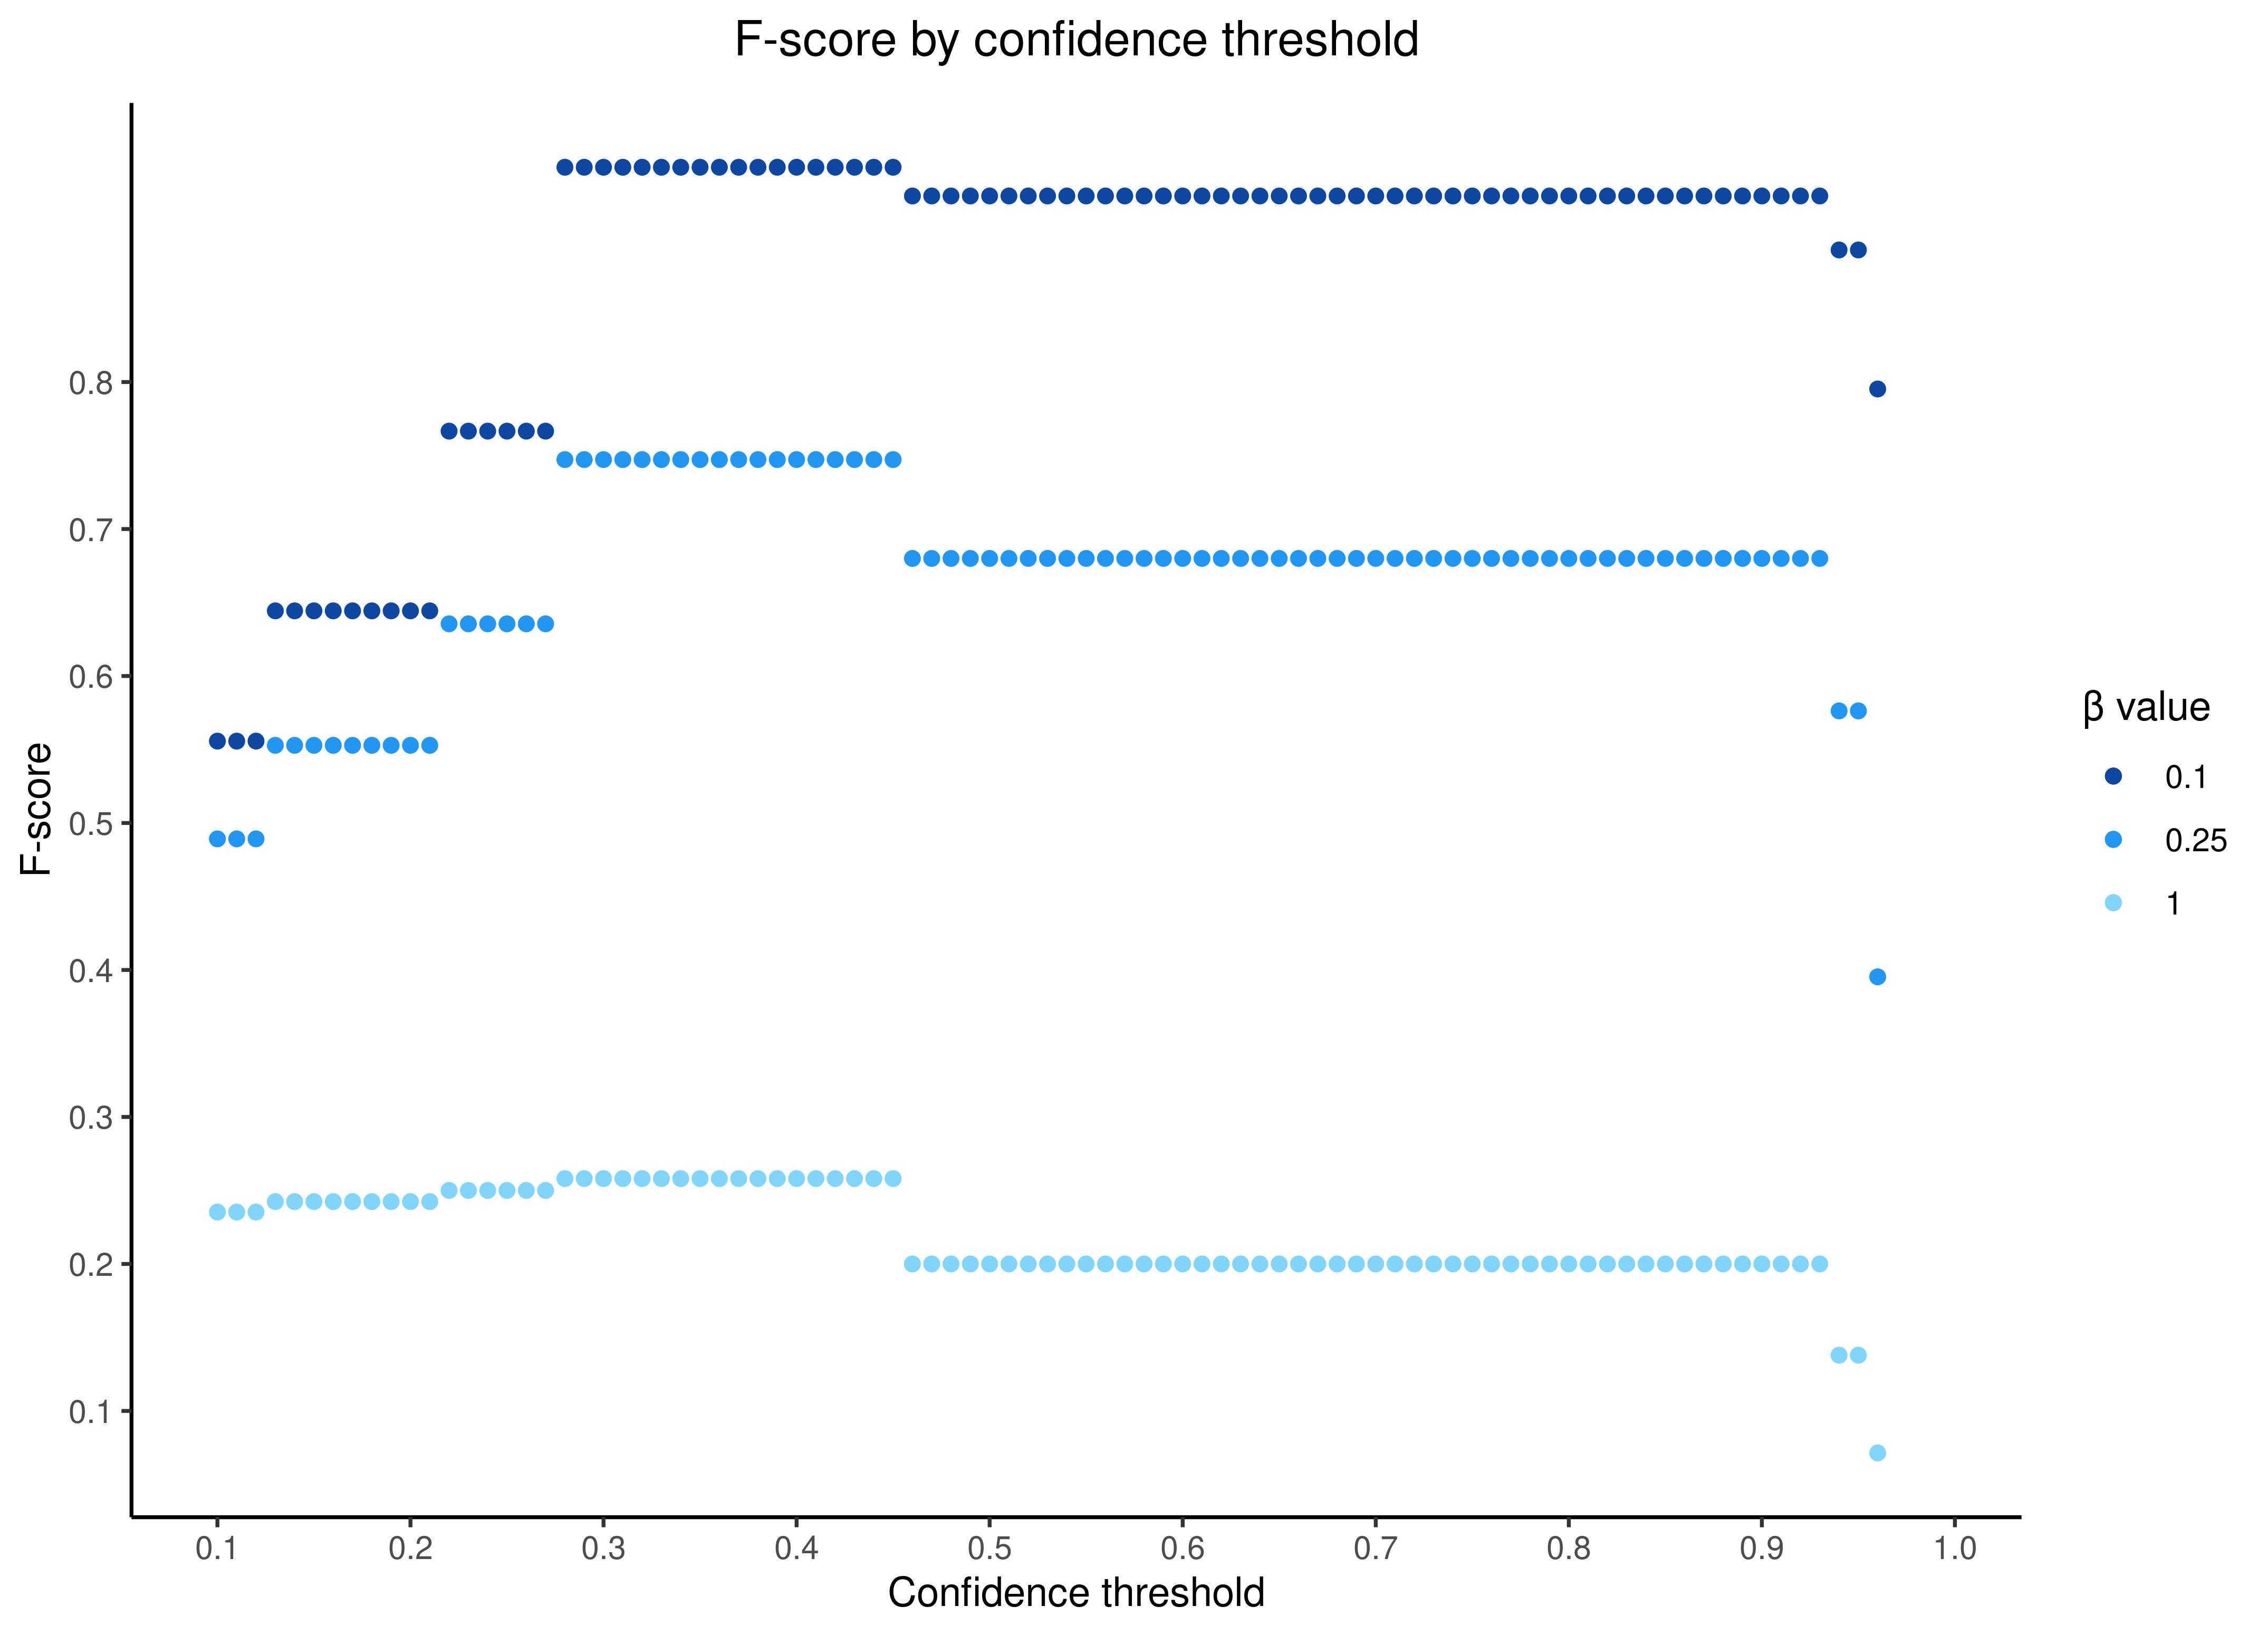 F-score by confidence threshold
F-score
0.8
0.7
0.6
0.5
0.4
0.3
0.2
0.1
0.1 0.2 0.3 0.4 0.5 0.6 0.7 0.8 0.9 1.0
Confidence threshold
β value
0.1
0.25
1